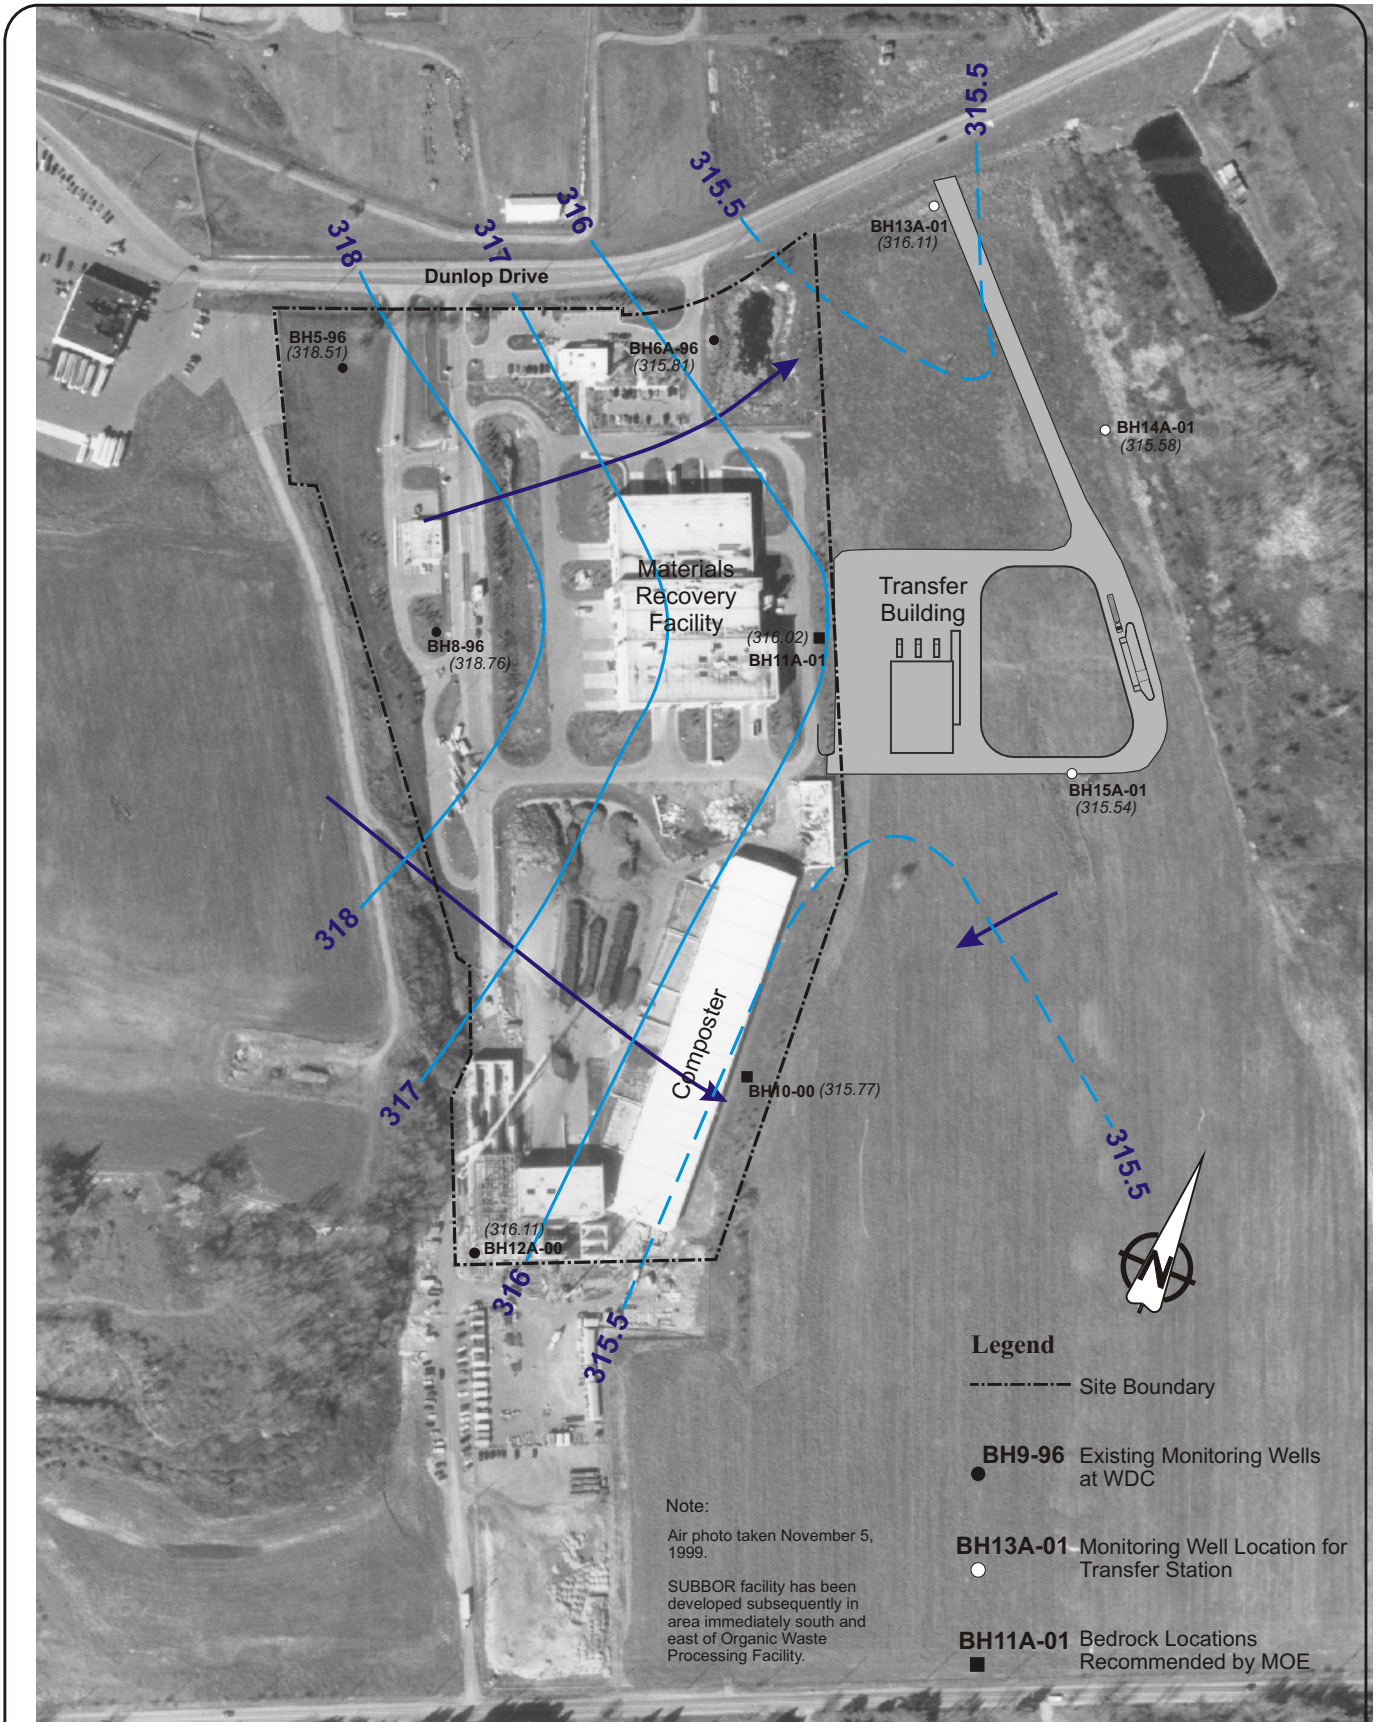 315.5
315.5
BH13A-01
(316.11)
316
317
318
Dunlop Drive
BH5-96
(318.51)
BH6A-96
(315.81)
BH14A-01
(315.58)
Materials
Recovery
Facility
Transfer
Building
(316.02)
BH11A-01
BH8-96
(318.76)
BH15A-01
(315.54)
318
Composter
317
BH10-00 (315.77)
315.5
(316.11)
BH12A-00
316
315.5
N
Legend
Site Boundary
BH9-96 Existing Monitoring Wells
at WDC
Note:
Air photo taken November 5,
1999.
SUBBOR facility has been
developed subsequently in
area immediately south and
east of Organic Waste
Processing Facility.
BH13A-01 Monitoring Well Location for
Transfer Station
BH11A-01 Bedrock Locations
Recommended by MOE